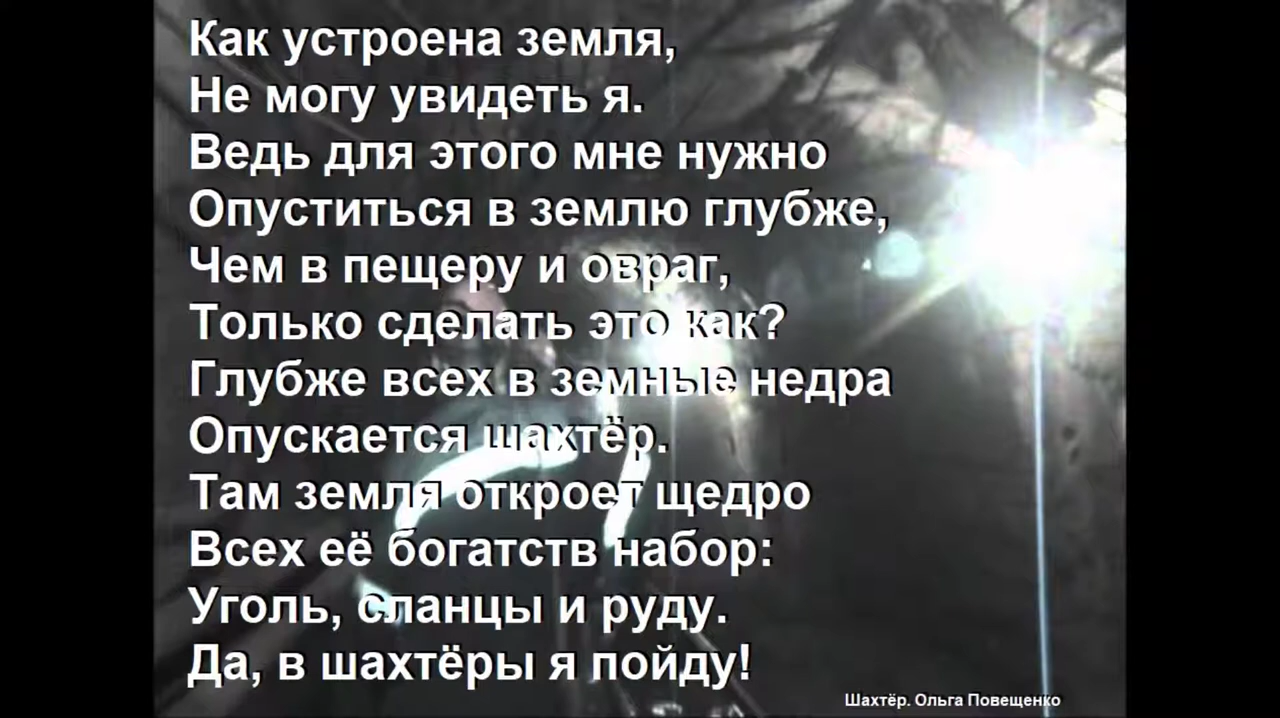 Как устроена земля,
Не могу увидеть я.
Ведь для этого мне нужно
Опуститься в землю глубже,
Чем в пещеру и овраг,
Только сделать это как?
Глубже всех в земные недра
Опускается шахтёр.
Там земля откроет щедро
Всех её богатств набор:
Уголь, сланцы и руду.
Да, в шахтёры я пойду!
Шахтёр. Ольга Повещенко